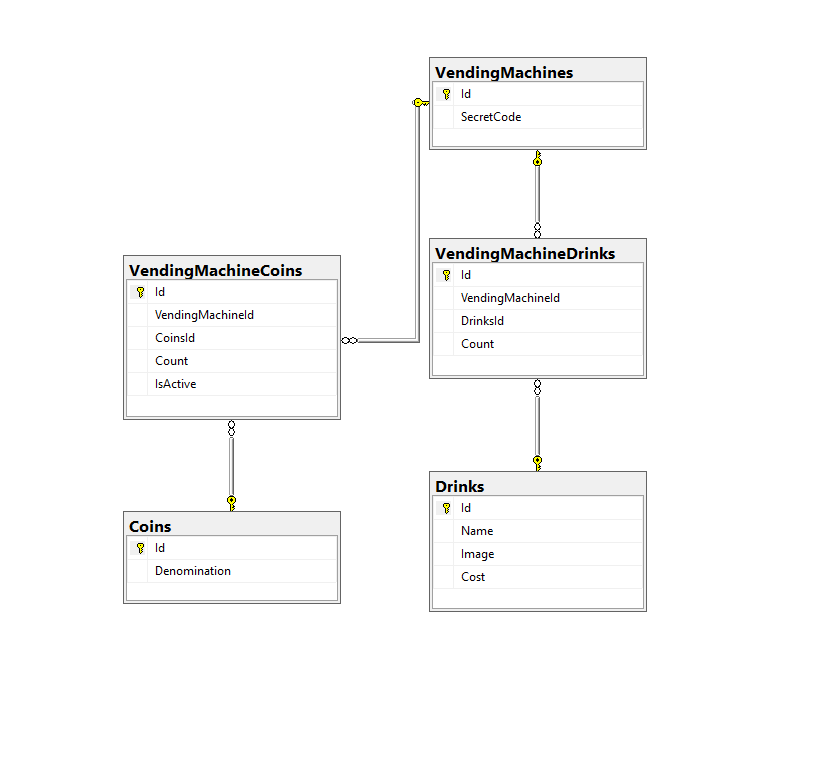 VendingMachines
Id
SecretCode
VendingMachineDrinks
Id
VendingMachineId
DrinksId
Count
VendingMachineCoins
Id
VendingMachineId
CoinsId
Count
IsActive
Drinks
Id
Name
Image
Cost
Coins
Id
Denomination